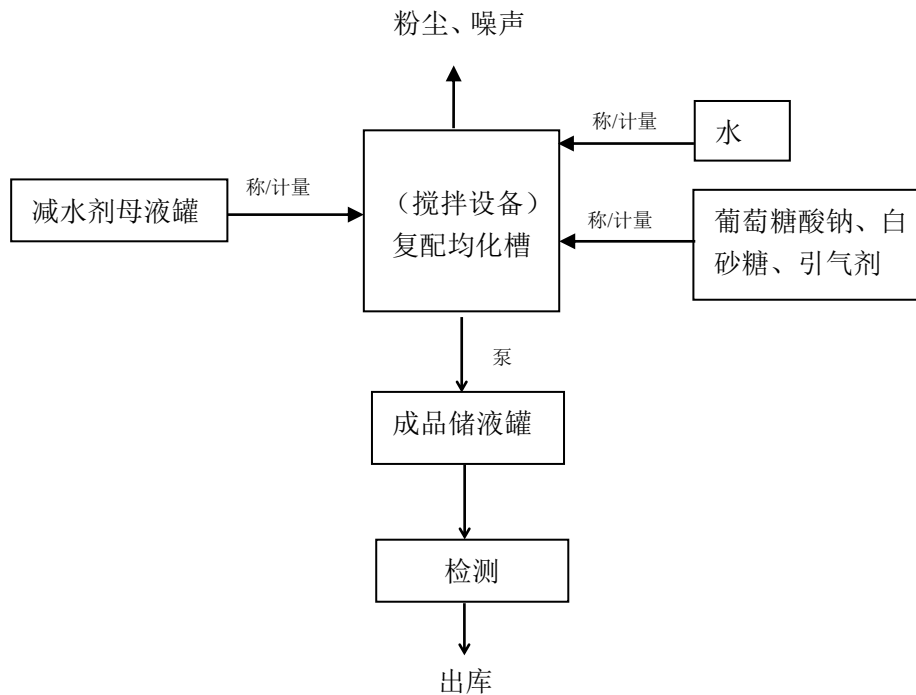 粉尘、噪声
称/计量
水
称/计量
减水剂母液罐
（搅拌设备）
复配均化槽
称/计量
葡萄糖酸钠、白
砂糖、引气剂
泵
成品储液罐
检测
出库